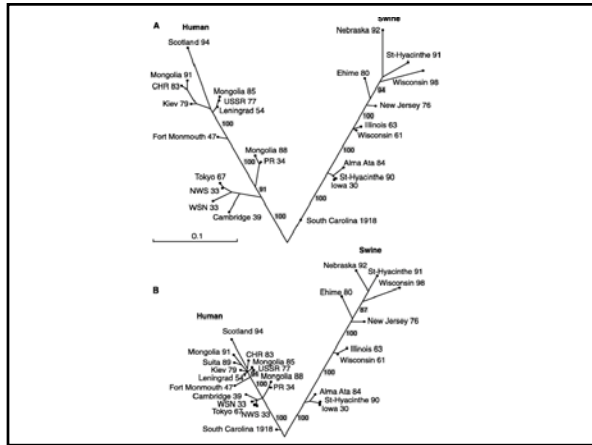 A
Human
Swine
Scotland 94
Nebraska 92
St-Hyacinthe 91
Mongolia 91
CHR 83
Mongolia 85
USSR 77
Leningrad 54
Kiev 79
Ehime 80
Wisconsin 98
94
New Jersey 76
100
100
Fort Monmouth 47
Illinois 63
Wisconsin 61
100
Mongolia 88
PR 34
100
Alma Ata 84
St-Hyacinthe 90
Iowa 30
Tokyo 67
NWS 33
91
WSN 33
100
Cambridge 39
100
South Carolina 1918
0.1
Swine
B
Human
Nebraska 92
St-Hyacinthe 91
Wisconsin 98
Ehime 80
87
Scotland 94
New Jersey 76
100
Mongolia 91
CHR 83
Suita 89
Mongolia 85
Kiev 79
USSR 77
Leningrad 54
Mongolia 88
Illinois 63
Wisconsin 61
100
Fort Monmouth 47
100
PR 34
Cambridge 39
WSN 33
Tokyo 67
NWS 33
100
Alma Ata 84
St-Hyacinthe 90
Iowa 30
100
100
South Carolina 1918